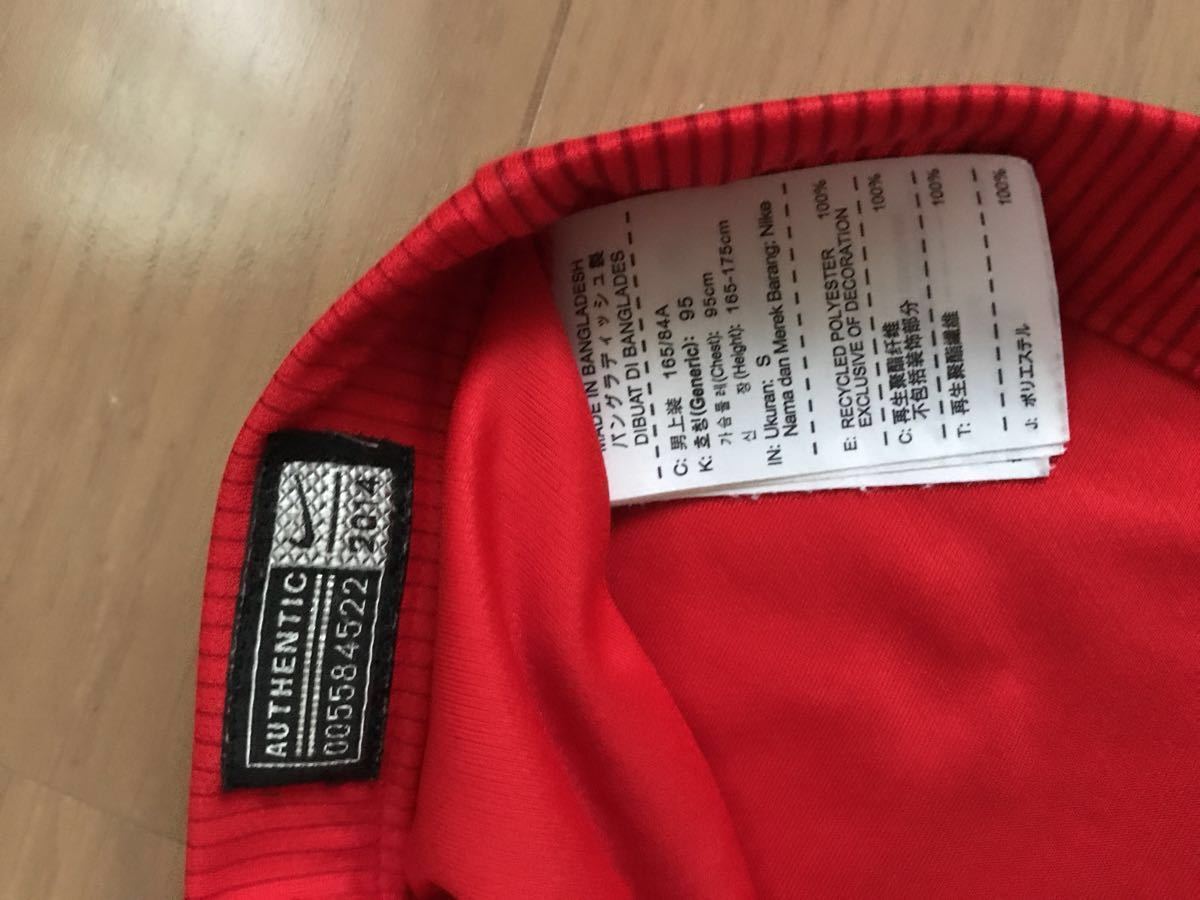 MADE IN BANGLADESH
バングラディッシュ製
DIBUAT DI BANGLADES
C: 男上装 165/84A
K: 호칭(Generic): 95
가슴둘레(Chest): 95cm
신 장(Height): 165-175cm
IN: Ukuran: S
Nama dan Merek Barang: Nike
100%
E: RECYCLED POLYESTER
EXCLUSIVE OF DECORATION
100%
C: 再生聚酯纤维
不包括装饰部分
100%
T: 再生聚酯纖維
100%
J: ポリエステル
2014
AUTHENTIC
005584522